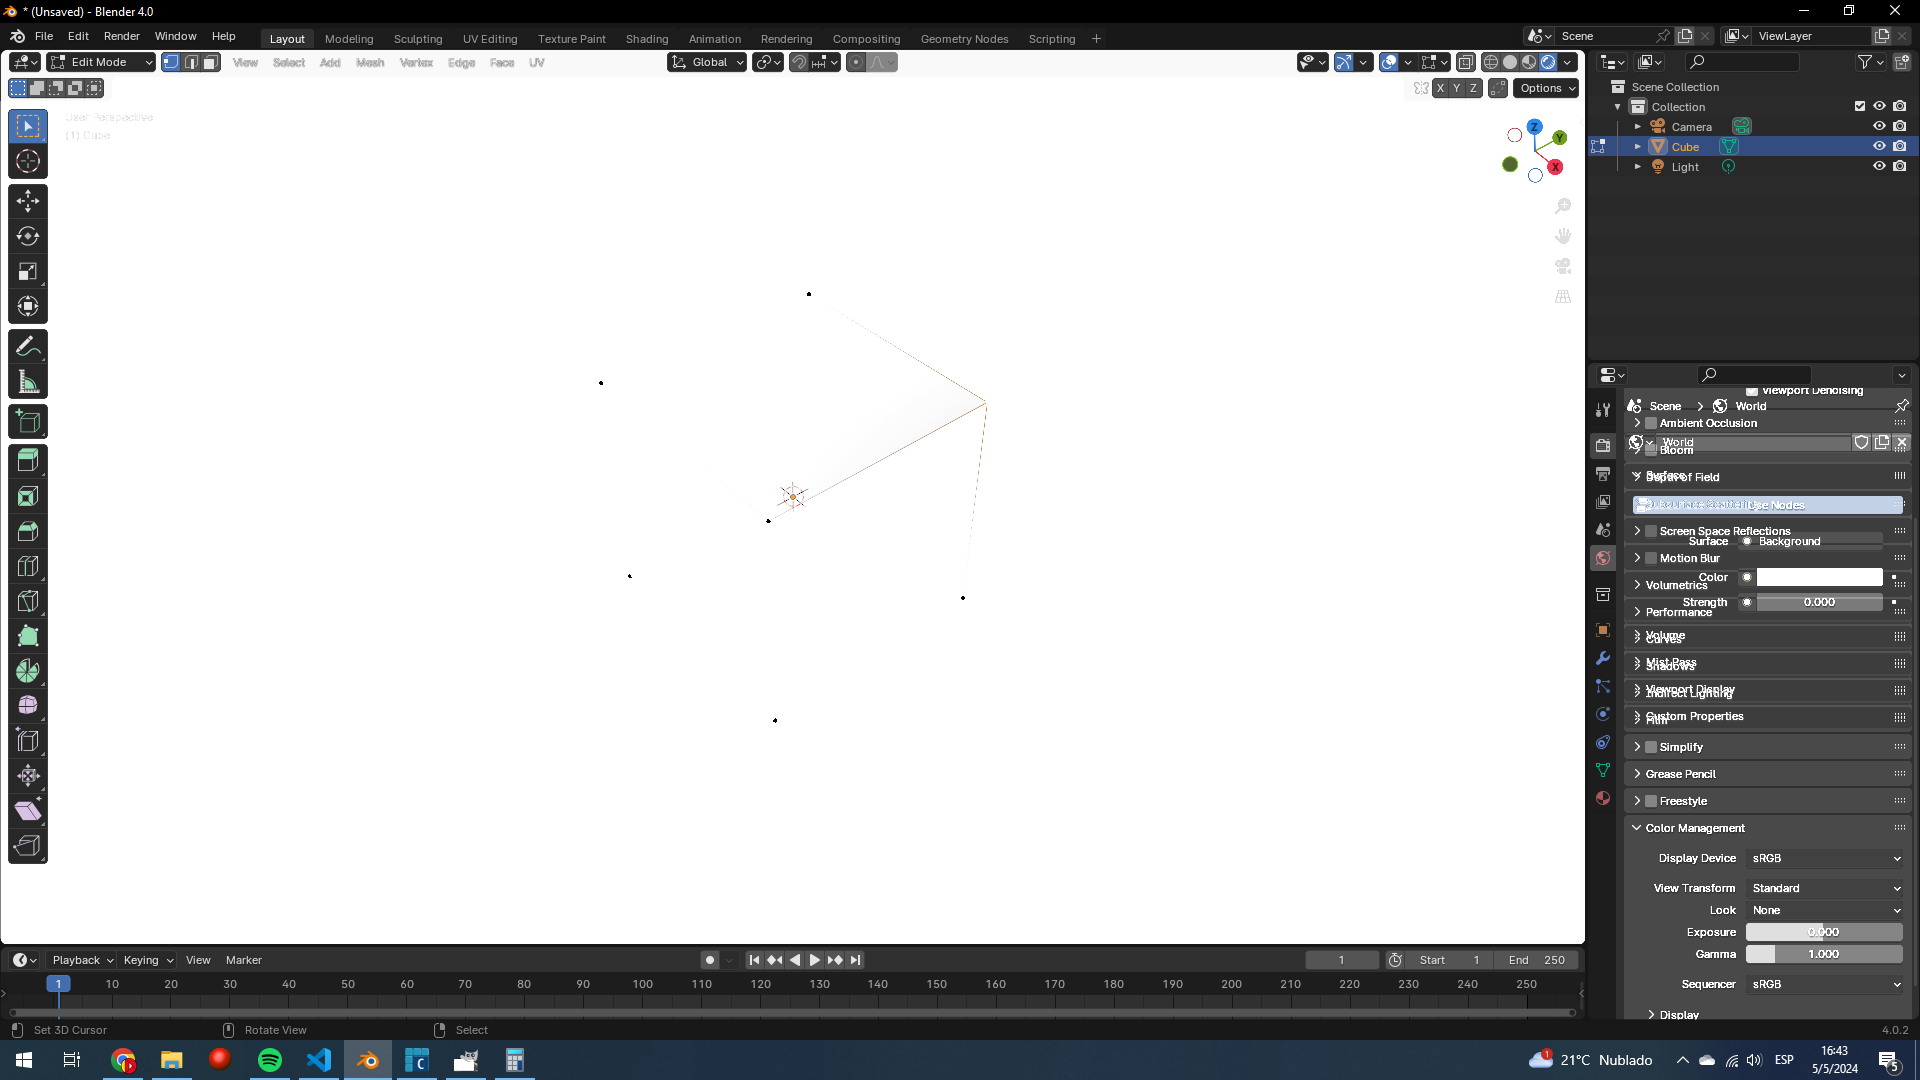 * (Unsaved) - Blender 4.0
File Edit Render Window Help
Layout Modeling Sculpting UV Editing Texture Paint Shading Animation Rendering Compositing Geometry Nodes Scripting +
Scene
ViewLayer
Edit Mode
View Select Add Mesh Vertex Edge Face UV
Global
X Y Z
Options
User Perspective
(1) Cube
Z
Y
X
Scene Collection
Collection
Camera
Cube
Light
Viewport Denoising
Scene > World
Ambient Occlusion
World
Bloom
Surface
Depth of Field
Subsurface Scattering
Use Nodes
Screen Space Reflections
Surface Background
Motion Blur
Color
Volumetrics
Strength 0.000
Performance
Volume
Curves
Mist Pass
Shadows
Viewport Display
Indirect Lighting
Custom Properties
Film
Simplify
Grease Pencil
Freestyle
Color Management
Display Device sRGB
View Transform Standard
Look None
Exposure 0.000
Gamma 1.000
Sequencer sRGB
Display
Playback Keying View Marker
1
Start 1
End 250
1 10 20 30 40 50 60 70 80 90 100 110 120 130 140 150 160 170 180 190 200 210 220 230 240 250
Set 3D Cursor
Rotate View
Select
4.0.2
1
21°C Nublado
ESP
16:43
5/5/2024
5